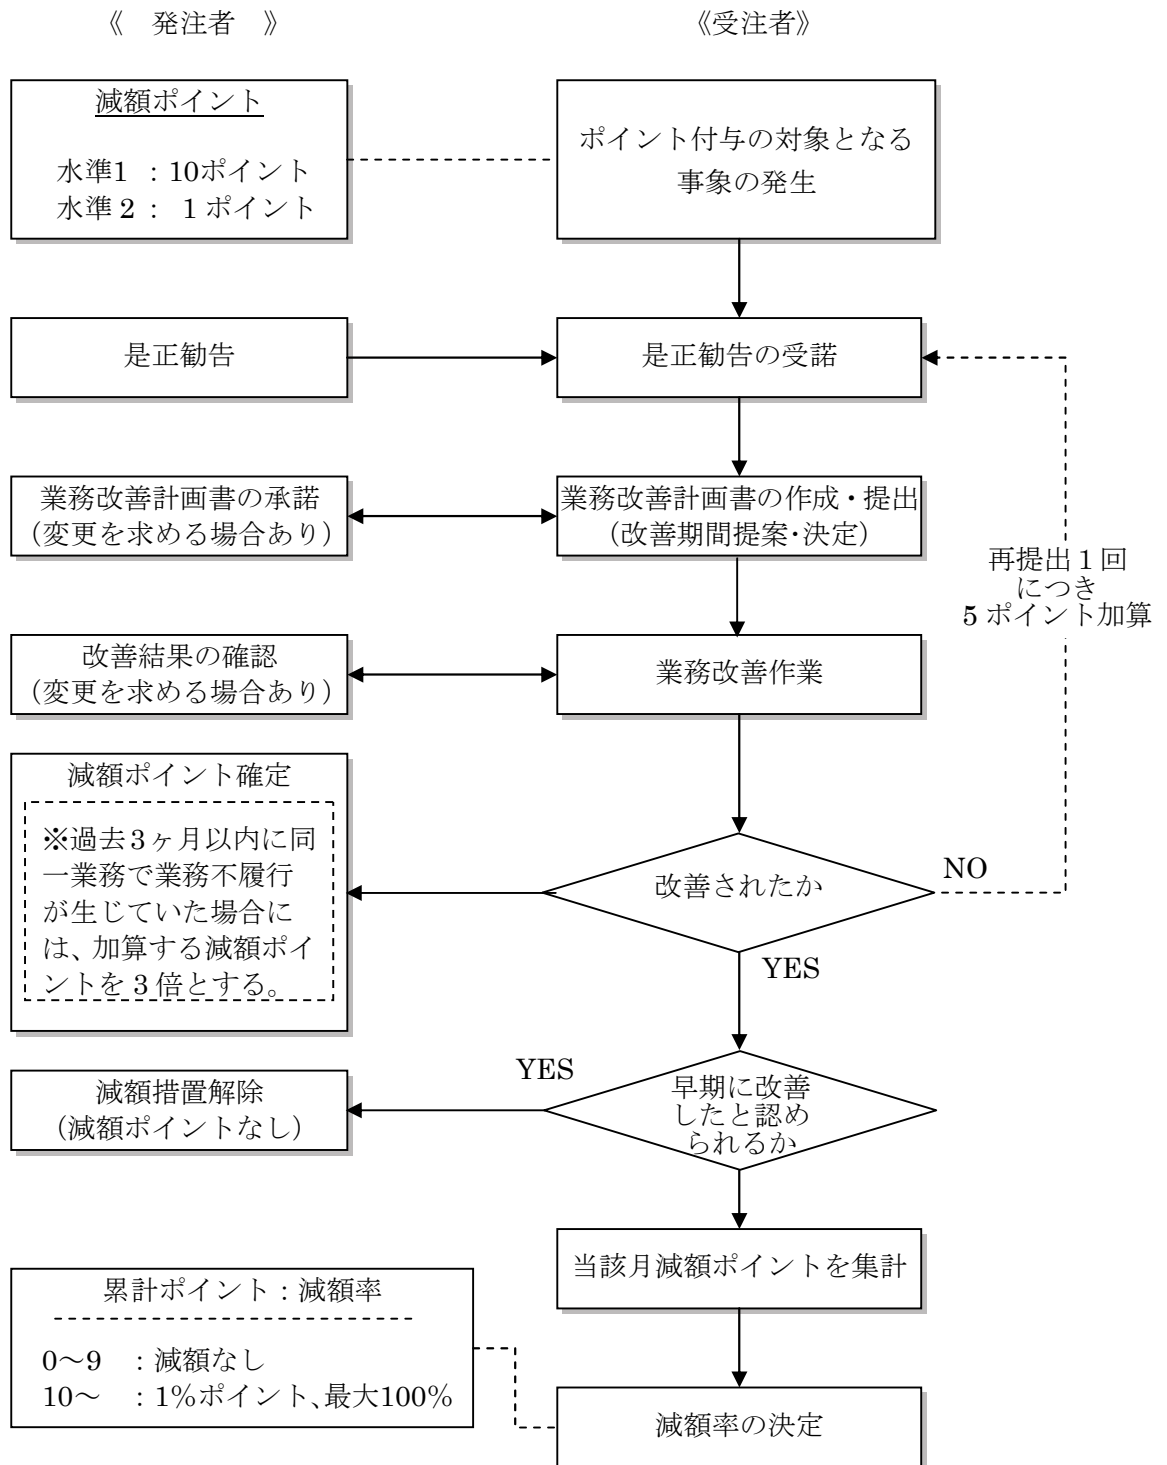 《　発注者　》
《受注者》
減額ポイント
水準1 ：10ポイント
水準２： １ポイント
ポイント付与の対象となる
事象の発生
是正勧告
是正勧告の受諾
業務改善計画書の承諾
（変更を求める場合あり）
業務改善計画書の作成・提出
（改善期間提案・決定）
再提出１回
につき
5 ポイント加算
改善結果の確認
（変更を求める場合あり）
業務改善作業
減額ポイント確定
※過去３ヶ月以内に同
一業務で業務不履行
が生じていた場合に
は、加算する減額ポイ
ントを３倍とする。
改善されたか
NO
YES
YES
減額措置解除
（減額ポイントなし）
早期に改善
したと認め
られるか
当該月減額ポイントを集計
累計ポイント：減額率
0～9 ：減額なし
10～ ：1％ポイント、最大100％
減額率の決定